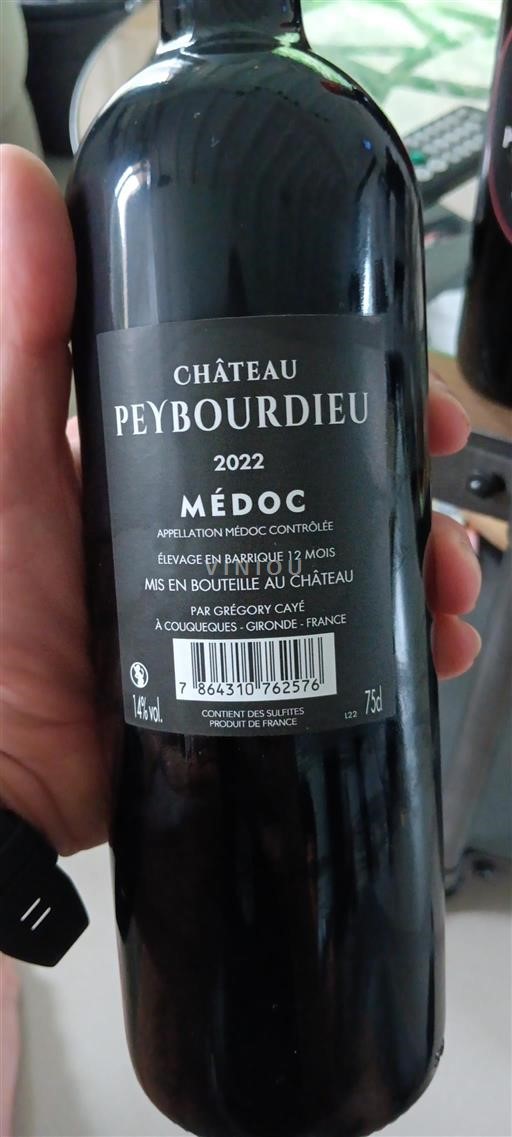 CHÂTEAU
PEYBOURDIEU
2022
MÉDOC
APPELLATION MÉDOC CONTRÔLÉE
ÉLEVAGE EN BARRIQUE 12 MOIS
VINIOU
MIS EN BOUTEILLE AU CHÂTEAU
PAR GRÉGORY CAYÉ
À COUQUEQUES - GIRONDE - FRANCE
7 864310 762576
14% vol.
CONTIENT DES SULFITES
PRODUIT DE FRANCE
L22
75cl